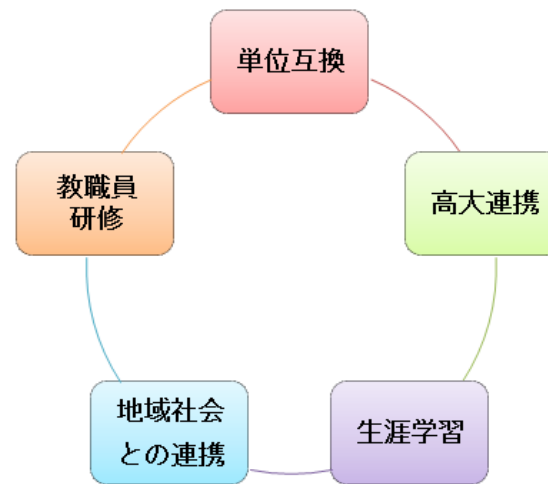 単位互換
高大連携
生涯学習
地域社会
との連携
教職員
研修